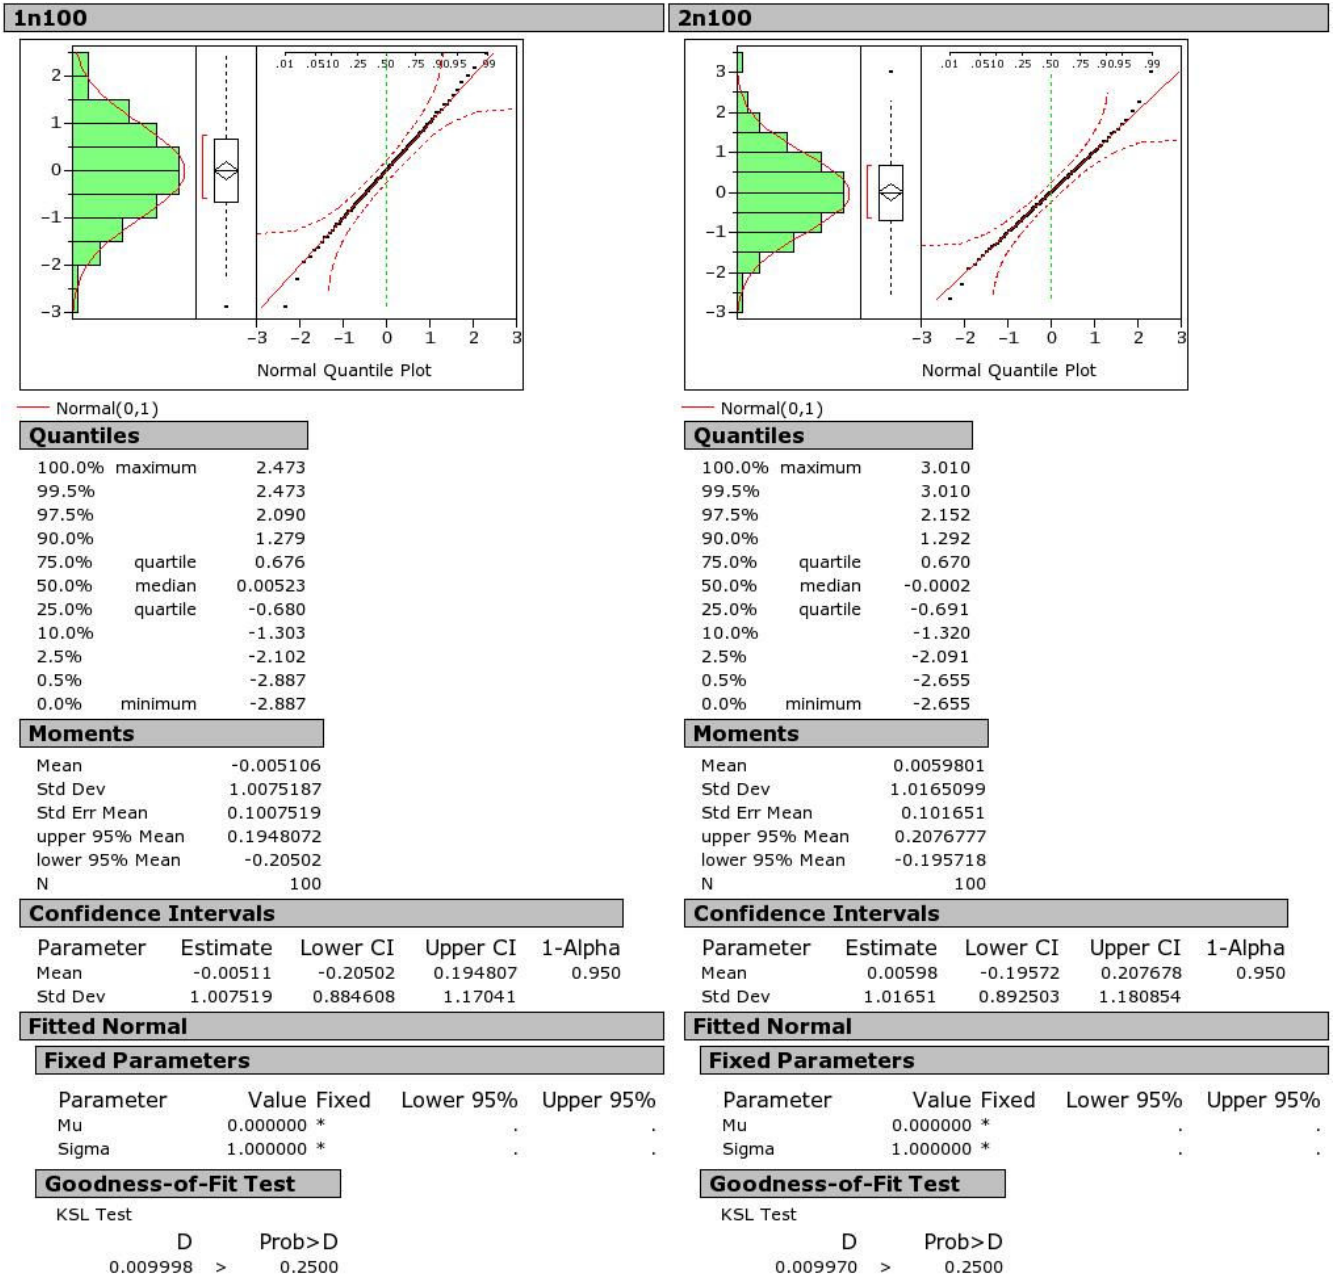 1n100
2
1
0
−1
−2
−3
.01 .05.10 .25 .50 .75 .90.95 .99
−3 −2 −1 0 1 2 3
Normal Quantile Plot
Normal(0,1)
Quantiles
100.0% maximum 2.473
99.5% 2.473
97.5% 2.090
90.0% 1.279
75.0% quartile 0.676
50.0% median 0.00523
25.0% quartile -0.680
10.0% -1.303
2.5% -2.102
0.5% -2.887
0.0% minimum -2.887
Moments
Mean -0.005106
Std Dev 1.0075187
Std Err Mean 0.1007519
upper 95% Mean 0.1948072
lower 95% Mean -0.20502
N 100
Confidence Intervals
Parameter Estimate Lower CI Upper CI 1-Alpha
Mean -0.00511 -0.20502 0.194807 0.950
Std Dev 1.007519 0.884608 1.17041
Fitted Normal
Fixed Parameters
Parameter Value Fixed Lower 95% Upper 95%
Mu 0.000000 * . .
Sigma 1.000000 * . .
Goodness-of-Fit Test
KSL Test
D Prob>D
0.009998 > 0.2500
2n100
3
2
1
0
−1
−2
−3
.01 .05.10 .25 .50 .75 .90.95 .99
−3 −2 −1 0 1 2 3
Normal Quantile Plot
Normal(0,1)
Quantiles
100.0% maximum 3.010
99.5% 3.010
97.5% 2.152
90.0% 1.292
75.0% quartile 0.670
50.0% median -0.0002
25.0% quartile -0.691
10.0% -1.320
2.5% -2.091
0.5% -2.655
0.0% minimum -2.655
Moments
Mean 0.0059801
Std Dev 1.0165099
Std Err Mean 0.101651
upper 95% Mean 0.2076777
lower 95% Mean -0.195718
N 100
Confidence Intervals
Parameter Estimate Lower CI Upper CI 1-Alpha
Mean 0.00598 -0.19572 0.207678 0.950
Std Dev 1.01651 0.892503 1.180854
Fitted Normal
Fixed Parameters
Parameter Value Fixed Lower 95% Upper 95%
Mu 0.000000 * . .
Sigma 1.000000 * . .
Goodness-of-Fit Test
KSL Test
D Prob>D
0.009970 > 0.2500